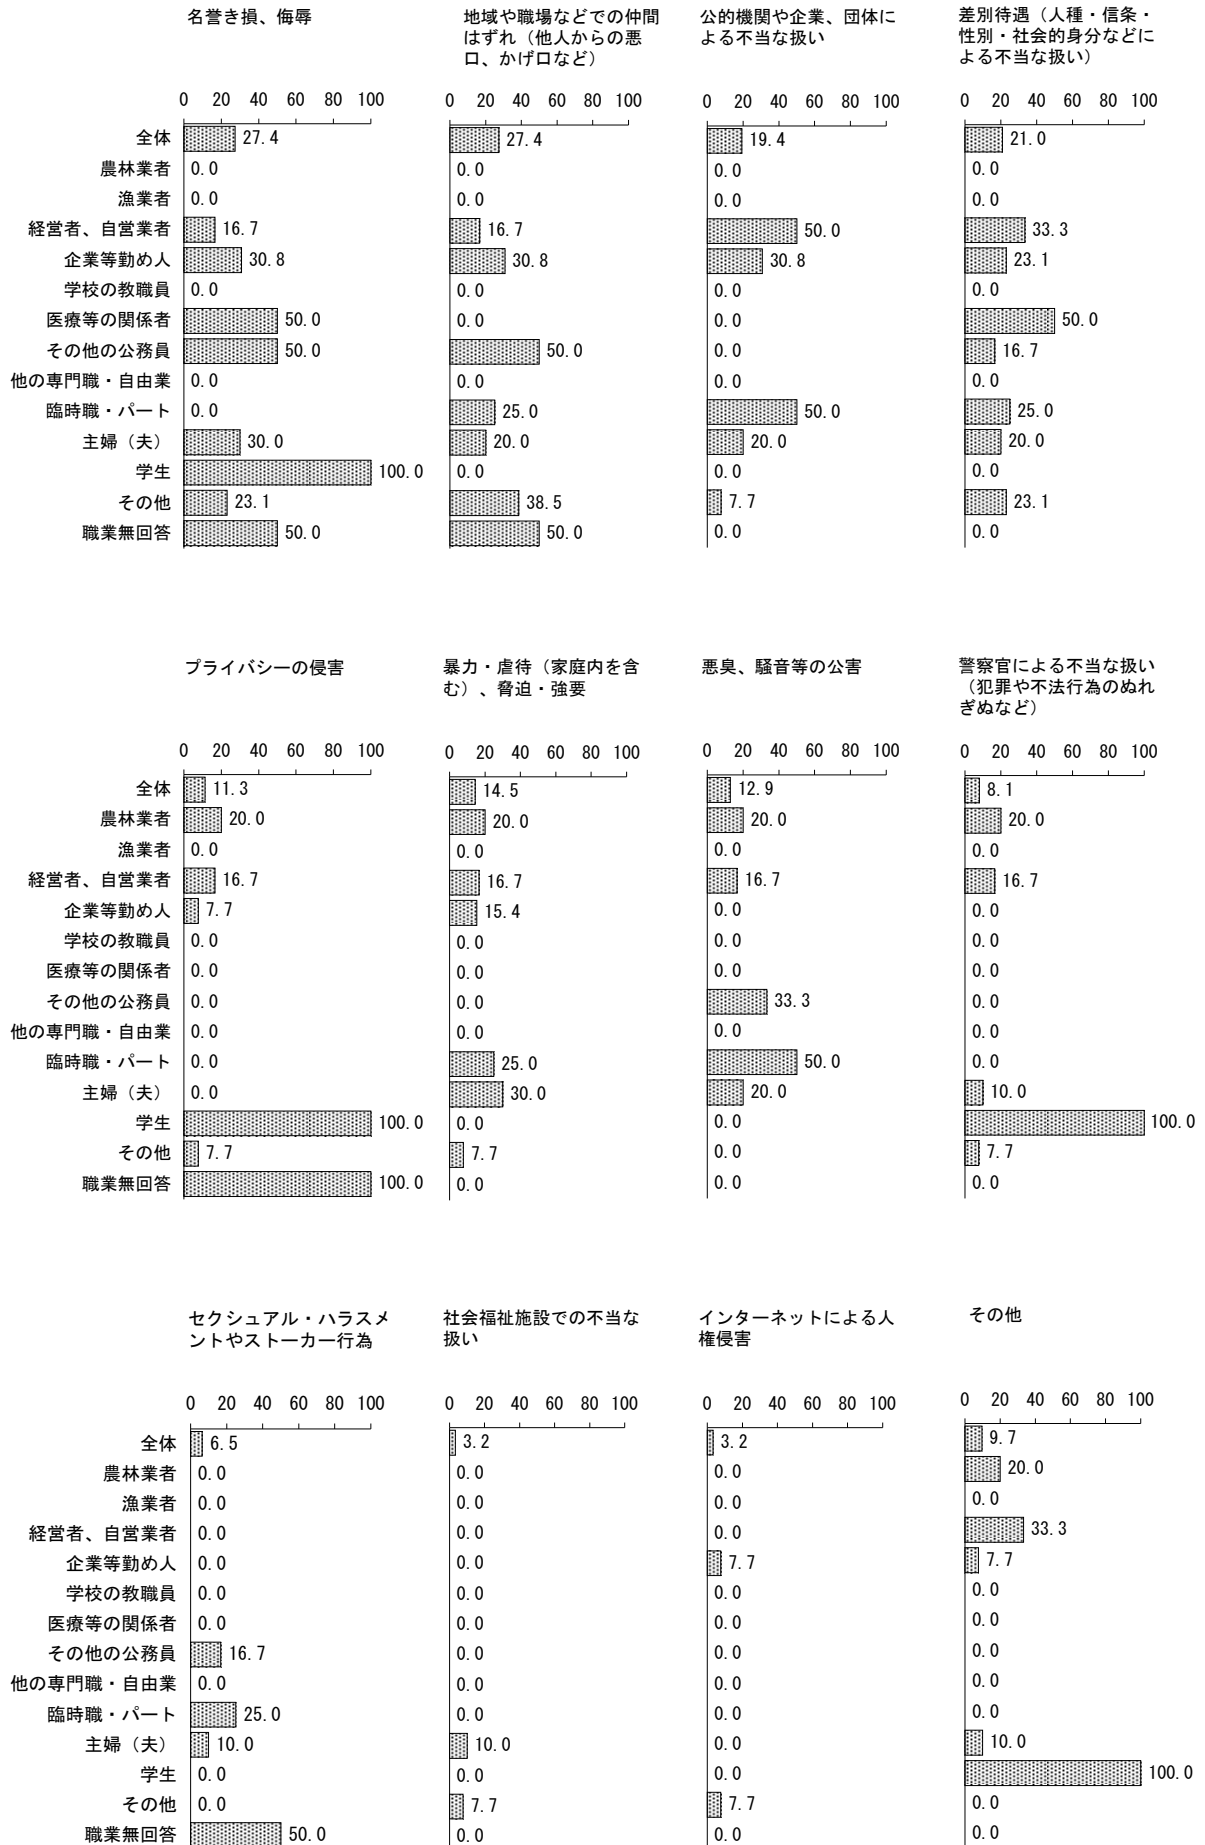 名誉き損、侮辱
地域や職場などでの仲間
はずれ（他人からの悪
口、かげ口など）
公的機関や企業、団体に
よる不当な扱い
差別待遇（人種・信条・
性別・社会的身分などに
よる不当な扱い）
0 20 40 60 80 100 0 20 40 60 80 100 0 20 40 60 80 100 0 20 40 60 80 100
全体 27.4 27.4 19.4 21.0
農林業者 0.0 0.0 0.0 0.0
漁業者 0.0 0.0 0.0 0.0
経営者、自営業者 16.7 16.7 50.0 33.3
企業等勤め人 30.8 30.8 30.8 23.1
学校の教職員 0.0 0.0 0.0 0.0
医療等の関係者 50.0 0.0 0.0 50.0
その他の公務員 50.0 50.0 0.0 16.7
他の専門職・自由業 0.0 0.0 0.0 0.0
臨時職・パート 0.0 25.0 50.0 25.0
主婦（夫） 30.0 20.0 20.0 20.0
学生 100.0 0.0 0.0 0.0
その他 23.1 38.5 7.7 23.1
職業無回答 50.0 50.0 0.0 0.0
プライバシーの侵害
暴力・虐待（家庭内を含
む）、脅迫・強要
悪臭、騒音等の公害
警察官による不当な扱い
（犯罪や不法行為のぬれ
ぎぬなど）
0 20 40 60 80 100 0 20 40 60 80 100 0 20 40 60 80 100 0 20 40 60 80 100
全体 11.3 14.5 12.9 8.1
農林業者 20.0 20.0 20.0 20.0
漁業者 0.0 0.0 0.0 0.0
経営者、自営業者 16.7 16.7 16.7 16.7
企業等勤め人 7.7 15.4 0.0 0.0
学校の教職員 0.0 0.0 0.0 0.0
医療等の関係者 0.0 0.0 0.0 0.0
その他の公務員 0.0 0.0 33.3 0.0
他の専門職・自由業 0.0 0.0 0.0 0.0
臨時職・パート 0.0 25.0 50.0 0.0
主婦（夫） 0.0 30.0 20.0 10.0
学生 100.0 0.0 0.0 100.0
その他 7.7 7.7 0.0 7.7
職業無回答 100.0 0.0 0.0 0.0
セクシュアル・ハラスメ
ントやストーカー行為
社会福祉施設での不当な
扱い
インターネットによる人
権侵害
その他
0 20 40 60 80 100 0 20 40 60 80 100 0 20 40 60 80 100 0 20 40 60 80 100
全体 6.5 3.2 3.2 9.7
農林業者 0.0 0.0 0.0 20.0
漁業者 0.0 0.0 0.0 0.0
経営者、自営業者 0.0 0.0 0.0 33.3
企業等勤め人 0.0 0.0 7.7 7.7
学校の教職員 0.0 0.0 0.0 0.0
医療等の関係者 0.0 0.0 0.0 0.0
その他の公務員 16.7 0.0 0.0 0.0
他の専門職・自由業 0.0 0.0 0.0 0.0
臨時職・パート 25.0 0.0 0.0 0.0
主婦（夫） 10.0 10.0 0.0 10.0
学生 0.0 0.0 0.0 100.0
その他 0.0 7.7 7.7 0.0
職業無回答 50.0 0.0 0.0 0.0